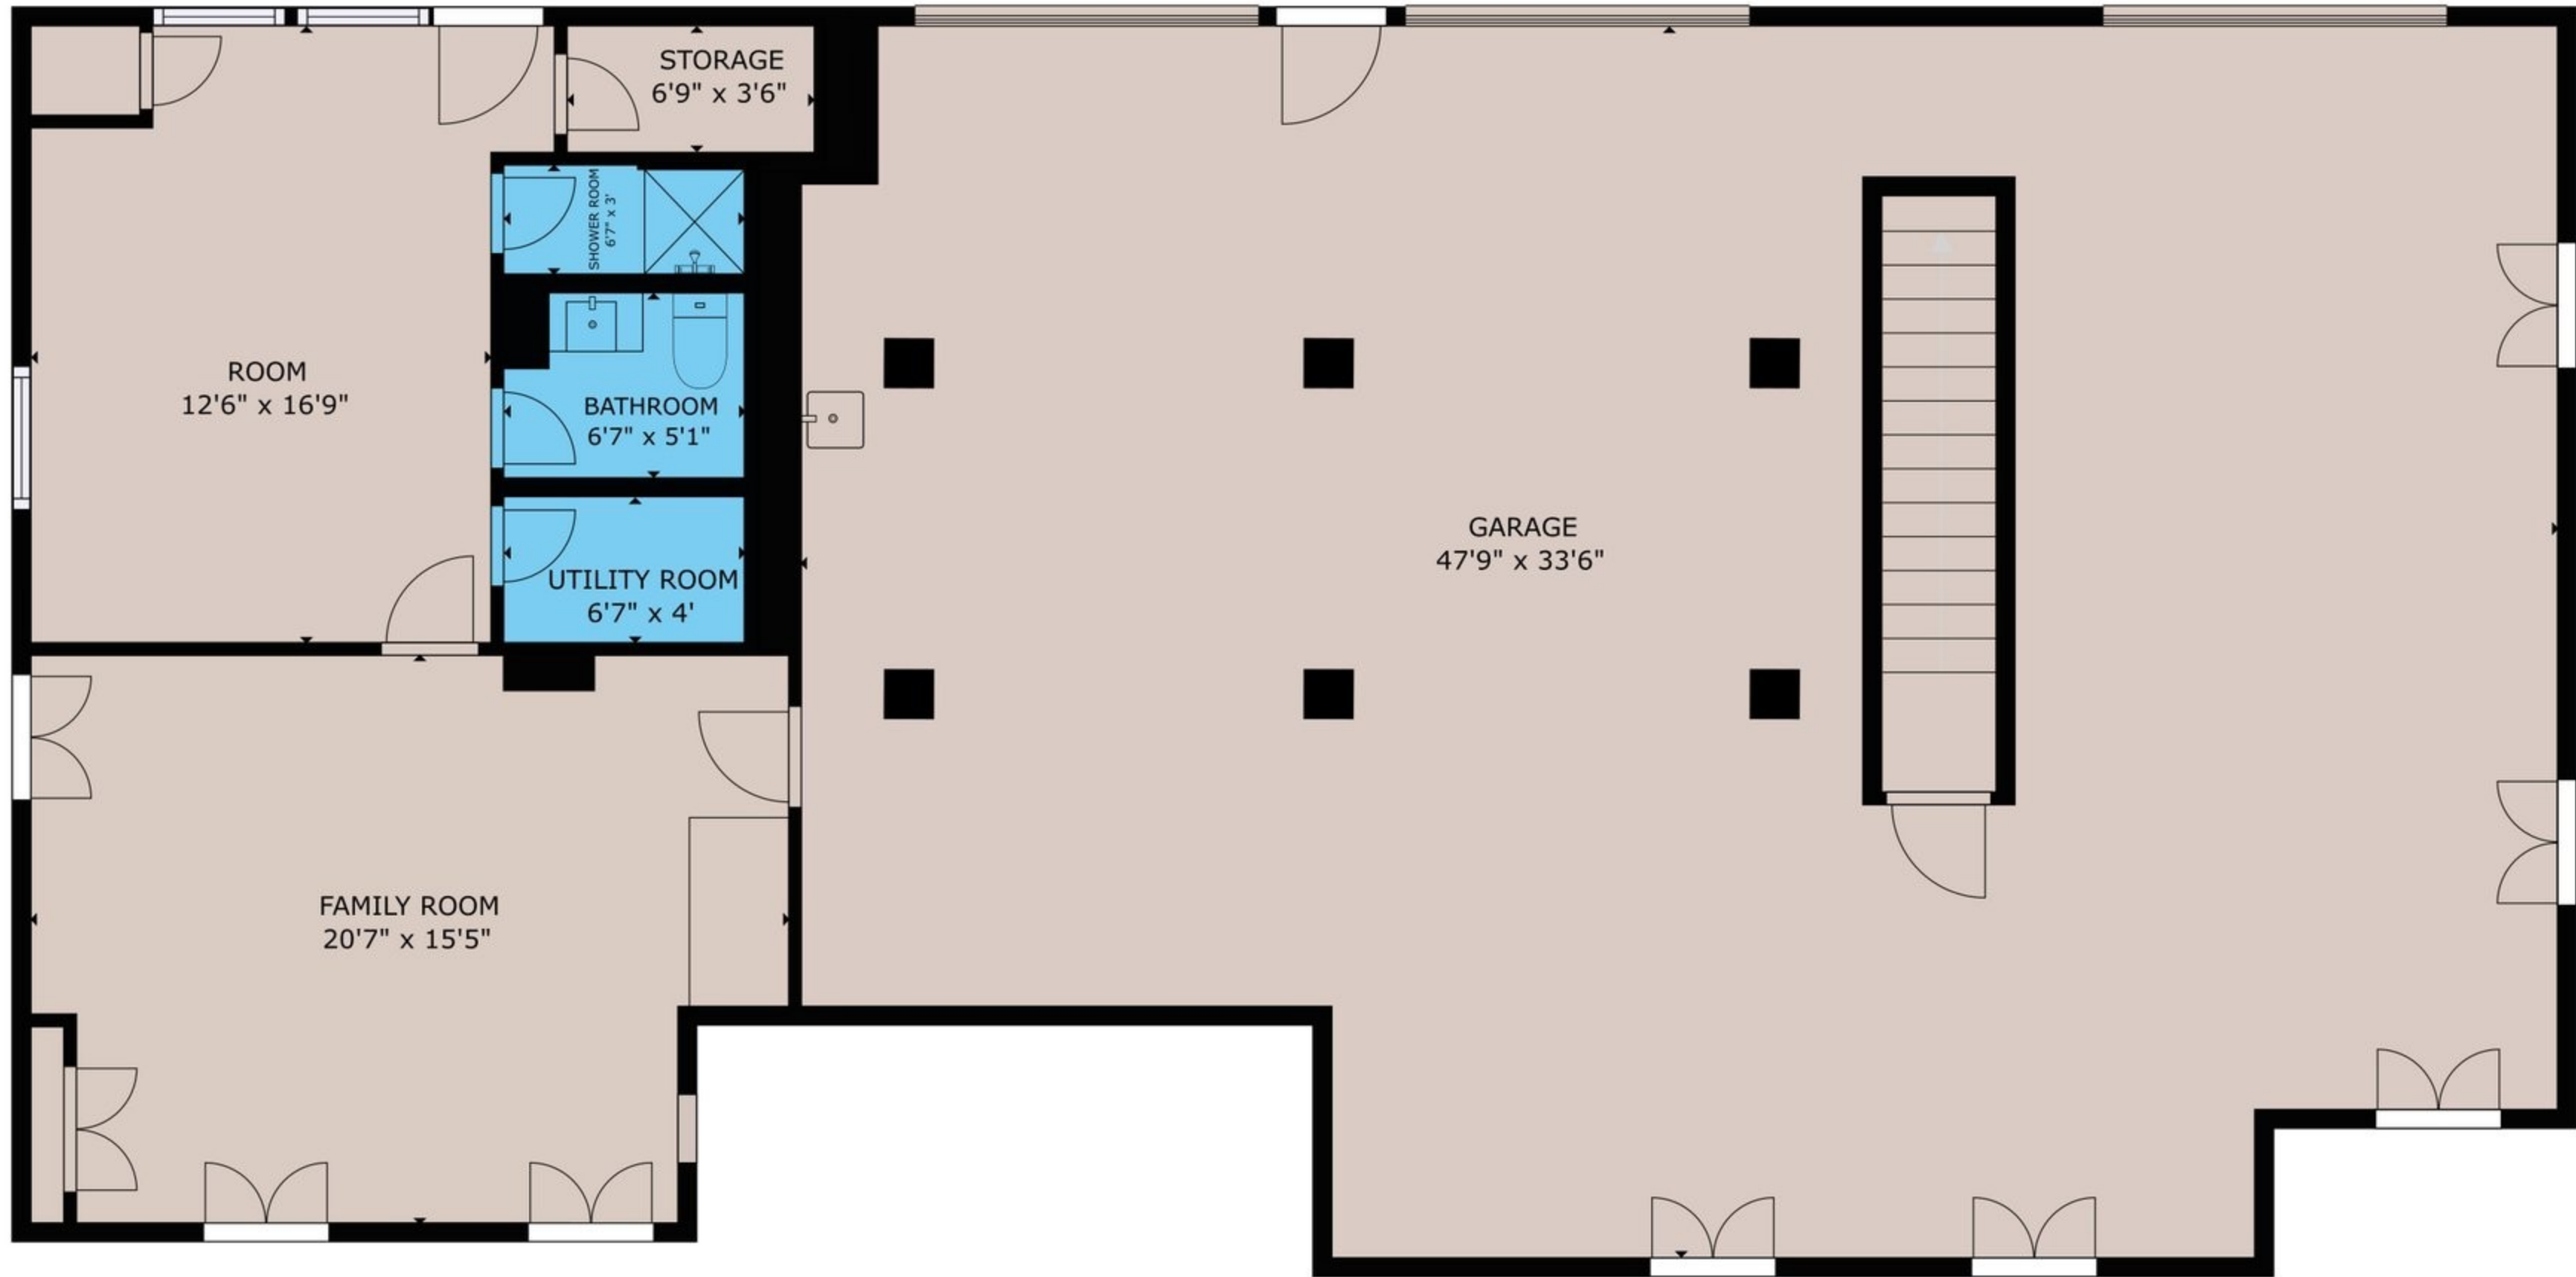 STORAGE
6'9" x 3'6"
SHOWER ROOM
6'7" x 3'
ROOM
12'6" x 16'9"
BATHROOM
6'7" x 5'1"
GARAGE
47'9" x 33'6"
UTILITY ROOM
6'7" x 4'
FAMILY ROOM
20'7" x 15'5"